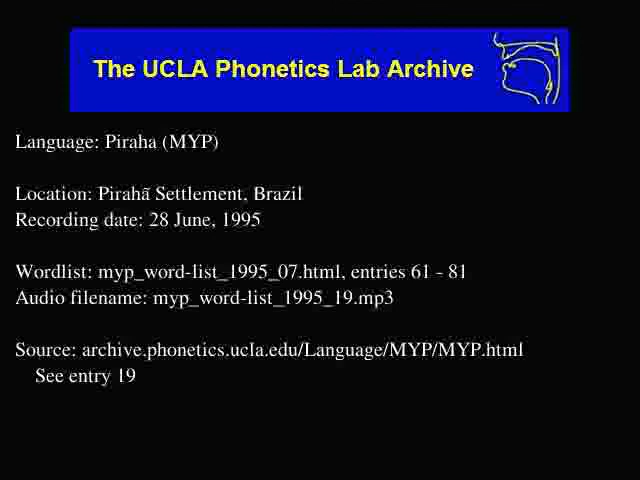 The UCLA Phonetics Lab Archive
Language: Piraha (MYP)
Location: Pirahã Settlement, Brazil
Recording date: 28 June, 1995
Wordlist: myp_word-list_1995_07.html, entries 61 - 81
Audio filename: myp_word-list_1995_19.mp3
Source: archive.phonetics.ucla.edu/Language/MYP/MYP.html
See entry 19